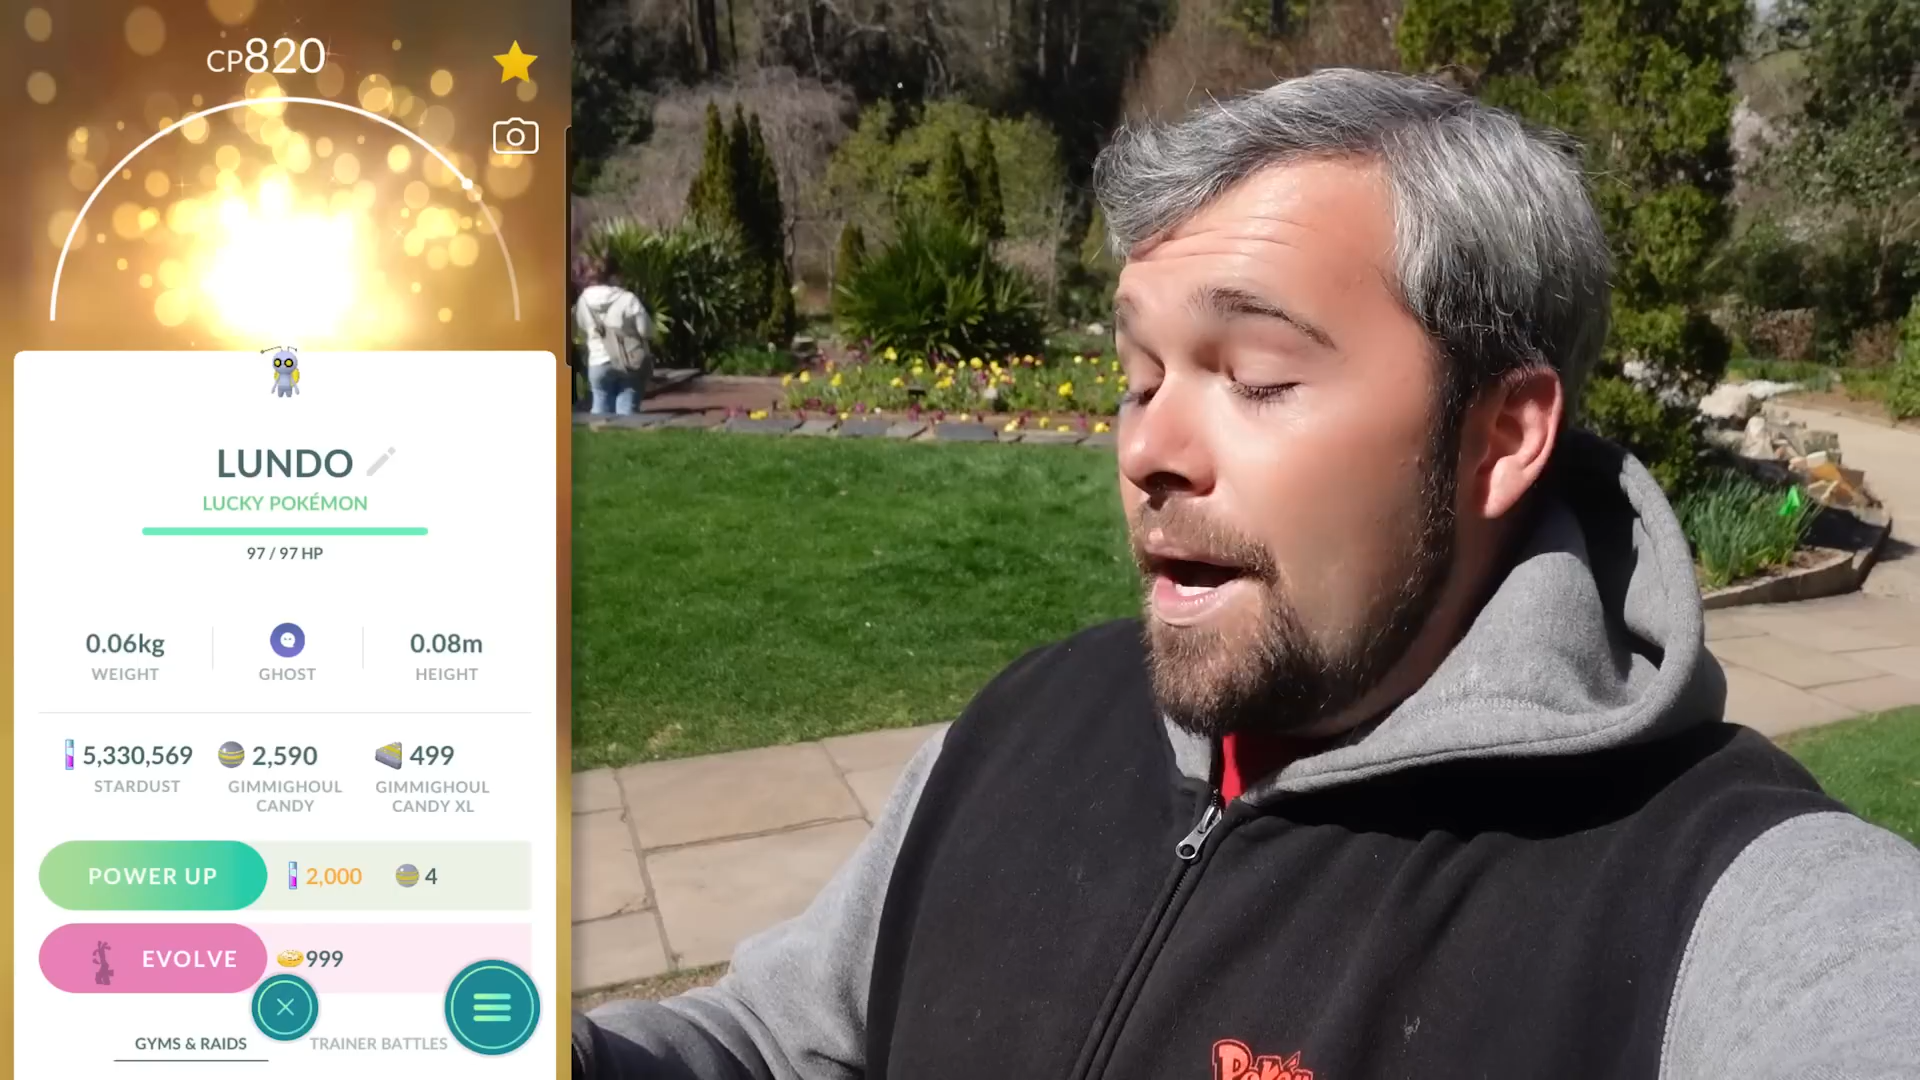 CP820
LUNDO
LUCKY POKÉMON
97 / 97 HP
0.06kg
WEIGHT
GHOST
0.08m
HEIGHT
5,330,569
STARDUST
2,590
GIMMIGHOUL
CANDY
499
GIMMIGHOUL
CANDY XL
POWER UP
2,000
4
EVOLVE
999
GYMS & RAIDS
TRAINER BATTLES